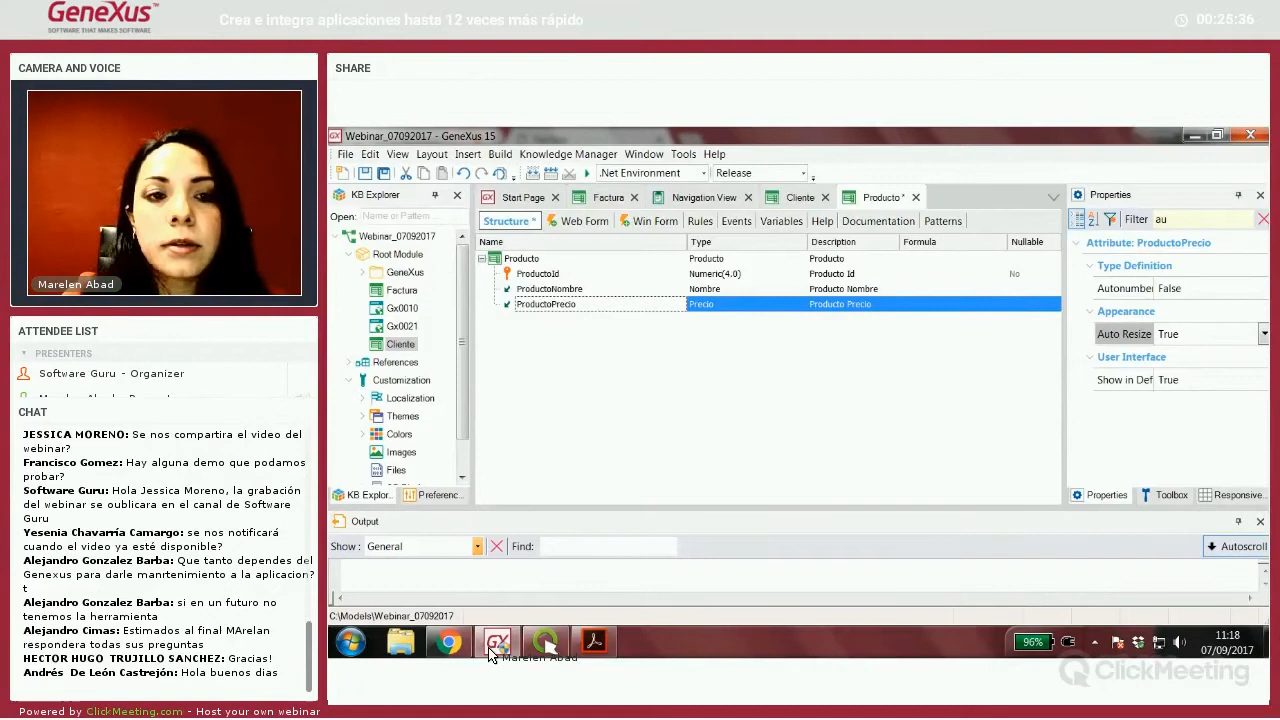 GeneXus™
SOFTWARE THAT MAKES SOFTWARE
Crea e integra aplicaciones hasta 12 veces más rápido
00:25:36
CAMERA AND VOICE
Marelen Abad
ATTENDEE LIST
PRESENTERS
Software Guru - Organizer
CHAT
JESSICA MORENO: Se nos compartira el video del
webinar?
Francisco Gomez: Hay alguna demo que podamos
probar?
Software Guru: Hola Jessica Moreno, la grabación
del webinar se oublicara en el canal de Software
Guru
Yesenia Chavarría Camargo: se nos notificará
cuando el video ya esté disponible?
Alejandro Gonzalez Barba: Que tanto dependes del
Genexus para darle manrtenimiento a la aplicacion?
t
Alejandro Gonzalez Barba: si en un futuro no
tenemos la herramienta
Alejandro Cimas: Estimados al final MArelan
respondera todas sus preguntas
HECTOR HUGO TRUJILLO SANCHEZ: Gracias!
Andrés De León Castrejón: Hola buenos dias
Powered by ClickMeeting.com - Host your own webinar
SHARE
GX Webinar_07092017 - GeneXus 15
File Edit View Layout Insert Build Knowledge Manager Window Tools Help
.Net Environment Release
KB Explorer
Open: Name or Pattern...
Webinar_07092017
Root Module
GeneXus
Factura
Gx0010
Gx0021
Cliente
References
Customization
Localization
Themes
Colors
Images
Files
KB Explor.. Preferenc...
GX Start Page Factura Navigation View Cliente Producto *
Structure * Web Form Win Form Rules Events Variables Help Documentation Patterns
Name Type Description Formula Nullable
Producto Producto Producto
ProductoId Numeric(4.0) Producto Id No
ProductoNombre Nombre Producto Nombre
ProductoPrecio Precio Producto Precio
Properties
Filter au
Attribute: ProductoPrecio
Type Definition
Autonumber False
Appearance
Auto Resize True
User Interface
Show in Def True
Properties Toolbox Responsive...
Output
Show: General Find: Autoscroll
C:\Models\Webinar_07092017
GX
Marelen Abad
96%
11:18
07/09/2017
ClickMeeting